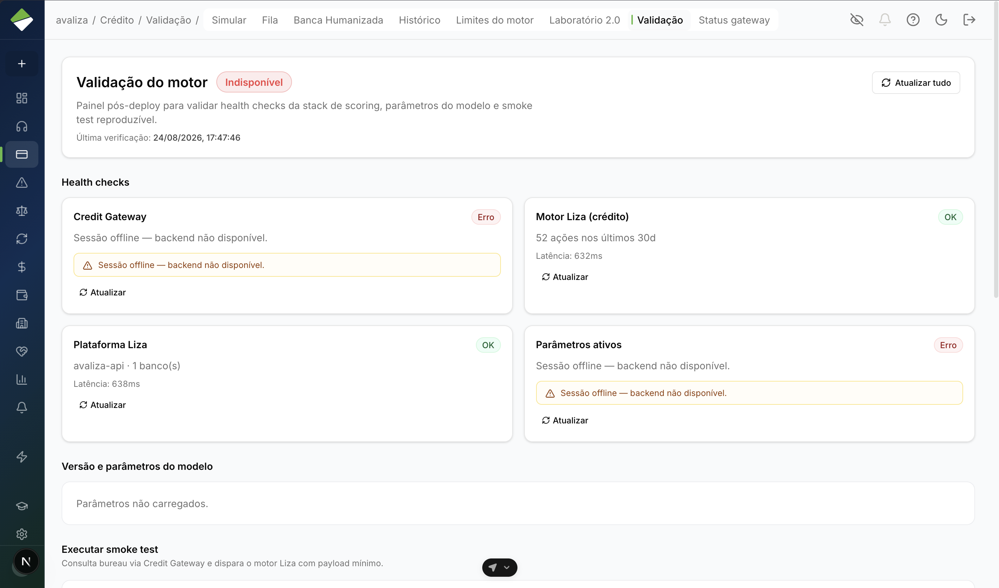 avaliza / Crédito / Validação / Simular Fila Banca Humanizada Histórico Limites do motor Laboratório 2.0 Validação Status gateway
Validação do motor Indisponível
Atualizar tudo
Painel pós-deploy para validar health checks da stack de scoring, parâmetros do modelo e smoke
test reproduzível.
Última verificação: 24/08/2026, 17:47:46
Health checks
Credit Gateway Erro
Sessão offline — backend não disponível.
Sessão offline — backend não disponível.
Atualizar
Motor Liza (crédito) OK
52 ações nos últimos 30d
Latência: 632ms
Atualizar
Plataforma Liza OK
avaliza-api · 1 banco(s)
Latência: 638ms
Atualizar
Parâmetros ativos Erro
Sessão offline — backend não disponível.
Sessão offline — backend não disponível.
Atualizar
Versão e parâmetros do modelo
Parâmetros não carregados.
Executar smoke test
Consulta bureau via Credit Gateway e dispara o motor Liza com payload mínimo.
N